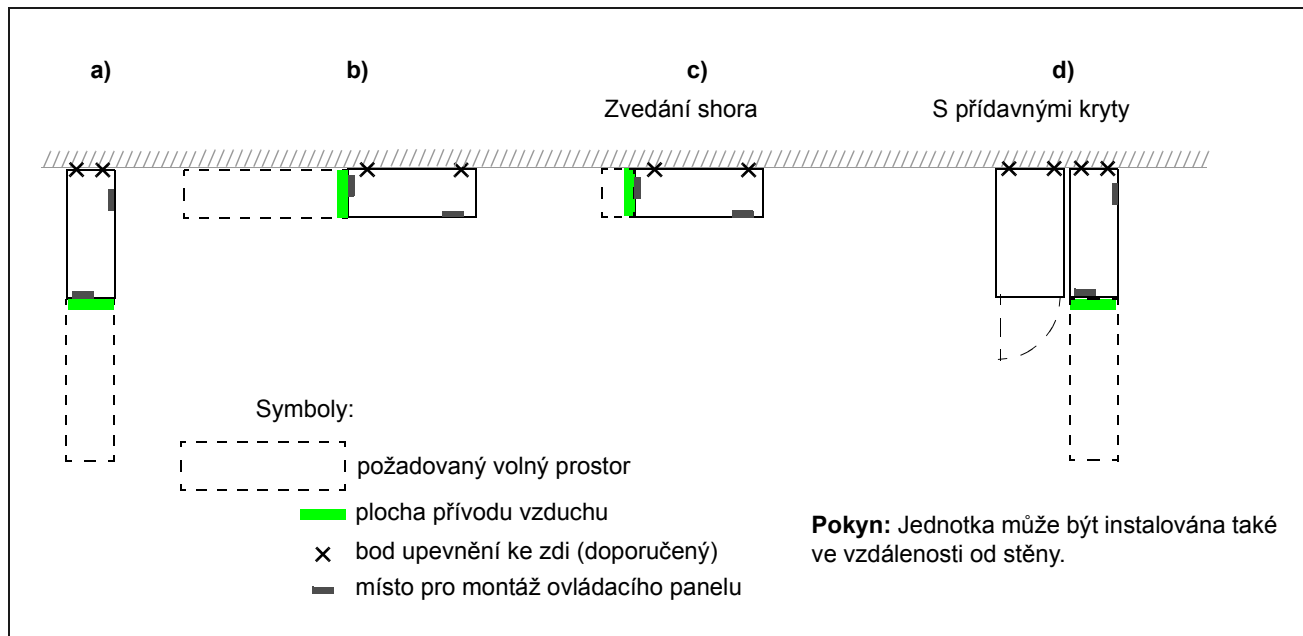 a)
b)
c)
d)
Zvedání shora
S přídavnými kryty
Symboly:
požadovaný volný prostor
plocha přívodu vzduchu
bod upevnění ke zdi (doporučený)
místo pro montáž ovládacího panelu
Pokyn: Jednotka může být instalována také
ve vzdálenosti od stěny.